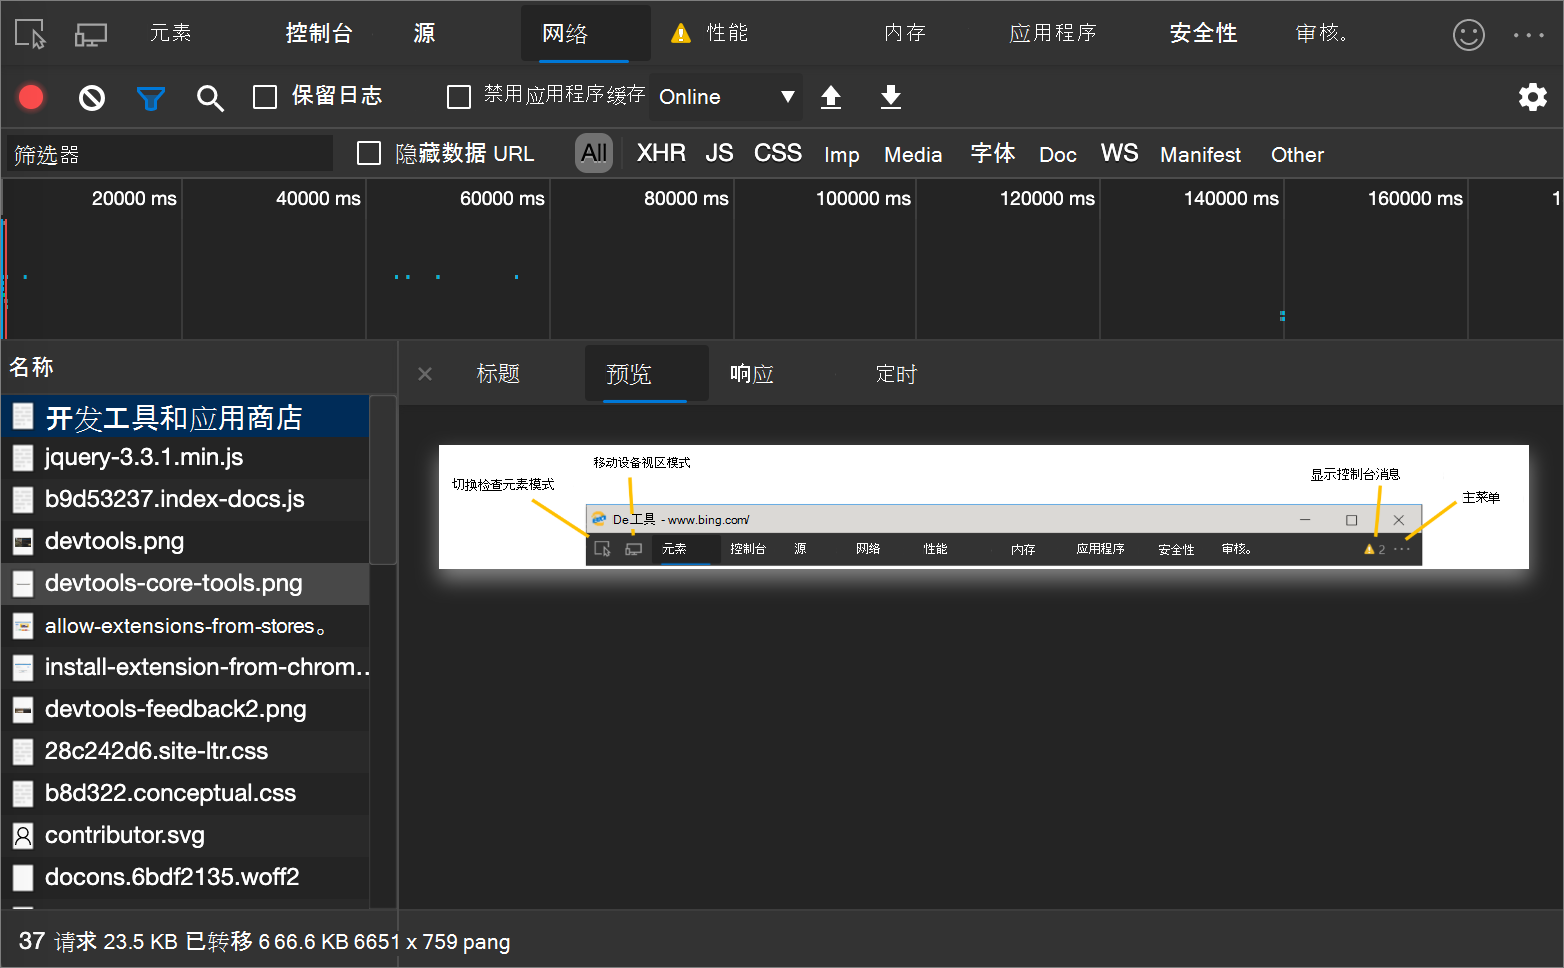 元素 控制台 源 网络 性能 内存 应用程序 安全性 审核。
保留日志 禁用应用程序缓存 Online
筛选器 隐藏数据 URL All XHR JS CSS Imp Media 字体 Doc WS Manifest Other
20000 ms 40000 ms 60000 ms 80000 ms 100000 ms 120000 ms 140000 ms 160000 ms 1
名称
标题 预览 响应 定时
开发工具和应用商店
jquery-3.3.1.min.js
b9d53237.index-docs.js
devtools.png
devtools-core-tools.png
allow-extensions-from-stores。
install-extension-from-chrom...
devtools-feedback2.png
28c242d6.site-ltr.css
b8d322.conceptual.css
contributor.svg
docons.6bdf2135.woff2
移动设备视区模式
切换检查元素模式
显示控制台消息
主菜单
De工具 - www.bing.com/
元素 控制台 源 网络 性能 内存 应用程序 安全性 审核。 2
37 请求 23.5 KB 已转移 6 66.6 KB 6651 x 759 pang